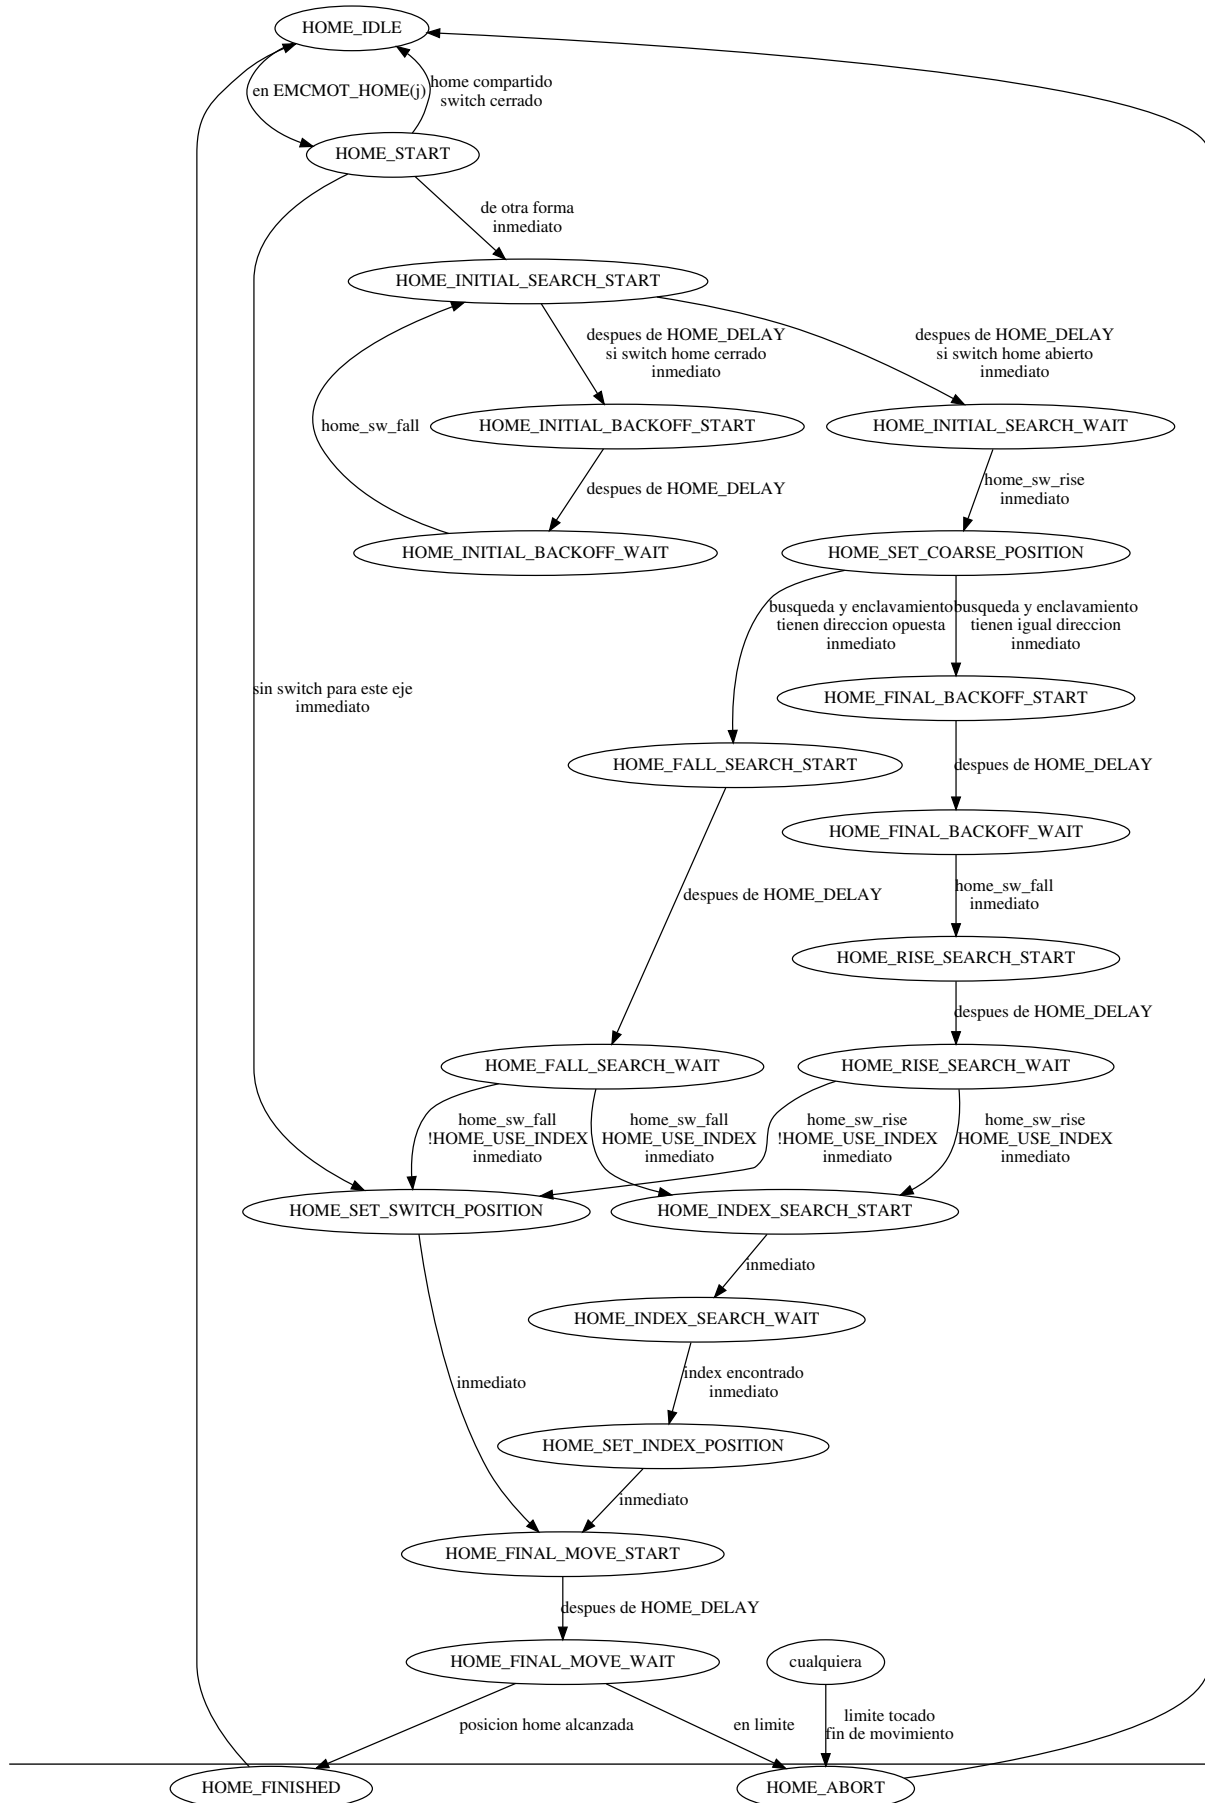 HOME_IDLE
en EMCMOT_HOME(j)
home compartido
switch cerrado
HOME_START
de otra forma
inmediato
HOME_INITIAL_SEARCH_START
despues de HOME_DELAY
si switch home cerrado
inmediato
despues de HOME_DELAY
si switch home abierto
inmediato
home_sw_fall
HOME_INITIAL_BACKOFF_START
HOME_INITIAL_SEARCH_WAIT
despues de HOME_DELAY
home_sw_rise
inmediato
HOME_INITIAL_BACKOFF_WAIT
HOME_SET_COARSE_POSITION
busqueda y enclavamiento
tienen direccion opuesta
inmediato
busqueda y enclavamiento
tienen igual direccion
inmediato
sin switch para este eje
immediato
HOME_FINAL_BACKOFF_START
HOME_FALL_SEARCH_START
despues de HOME_DELAY
HOME_FINAL_BACKOFF_WAIT
despues de HOME_DELAY
home_sw_fall
inmediato
HOME_RISE_SEARCH_START
despues de HOME_DELAY
HOME_FALL_SEARCH_WAIT
HOME_RISE_SEARCH_WAIT
home_sw_fall
!HOME_USE_INDEX
inmediato
home_sw_fall
HOME_USE_INDEX
inmediato
home_sw_rise
!HOME_USE_INDEX
inmediato
home_sw_rise
HOME_USE_INDEX
inmediato
HOME_SET_SWITCH_POSITION
HOME_INDEX_SEARCH_START
inmediato
HOME_INDEX_SEARCH_WAIT
inmediato
index encontrado
inmediato
HOME_SET_INDEX_POSITION
inmediato
HOME_FINAL_MOVE_START
despues de HOME_DELAY
HOME_FINAL_MOVE_WAIT
cualquiera
posicion home alcanzada
en limite
limite tocado
fin de movimiento
HOME_FINISHED
HOME_ABORT